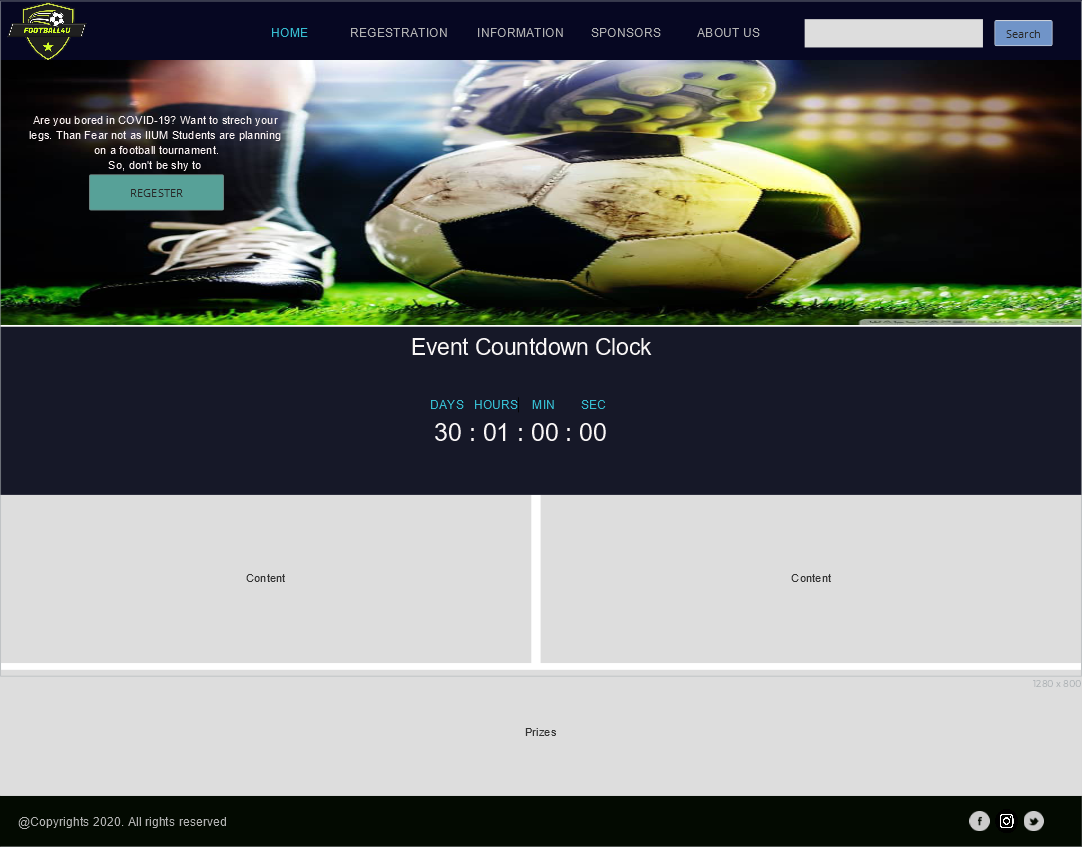 FOOTBALL4U
HOME REGESTRATION INFORMATION SPONSORS ABOUT US Search
Are you bored in COVID-19? Want to strech your
legs. Than Fear not as IIUM Students are planning
on a football tournament.
So, don't be shy to
REGESTER
Event Countdown Clock
DAYS HOURS MIN SEC
30 : 01 : 00 : 00
Content Content
1280 x 800
Prizes
@Copyrights 2020. All rights reserved